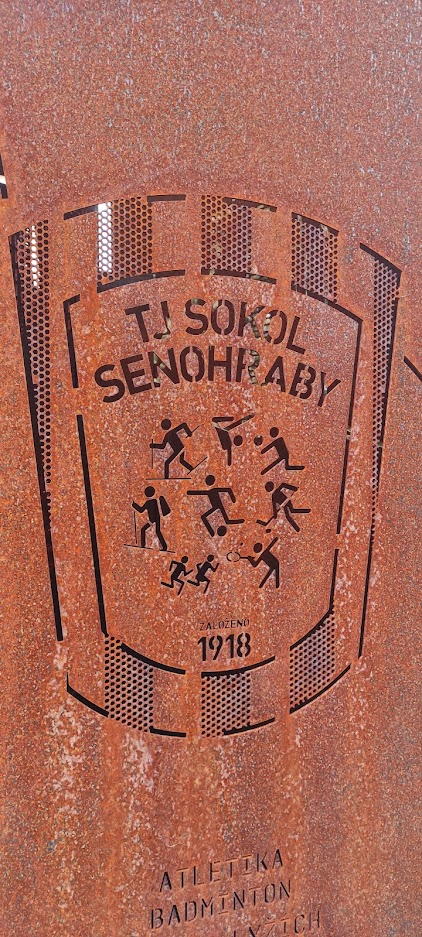 TJ SOKOL
SENOHRABY
ZALOŽENO
1918
ATLETIKA
BADMINTON